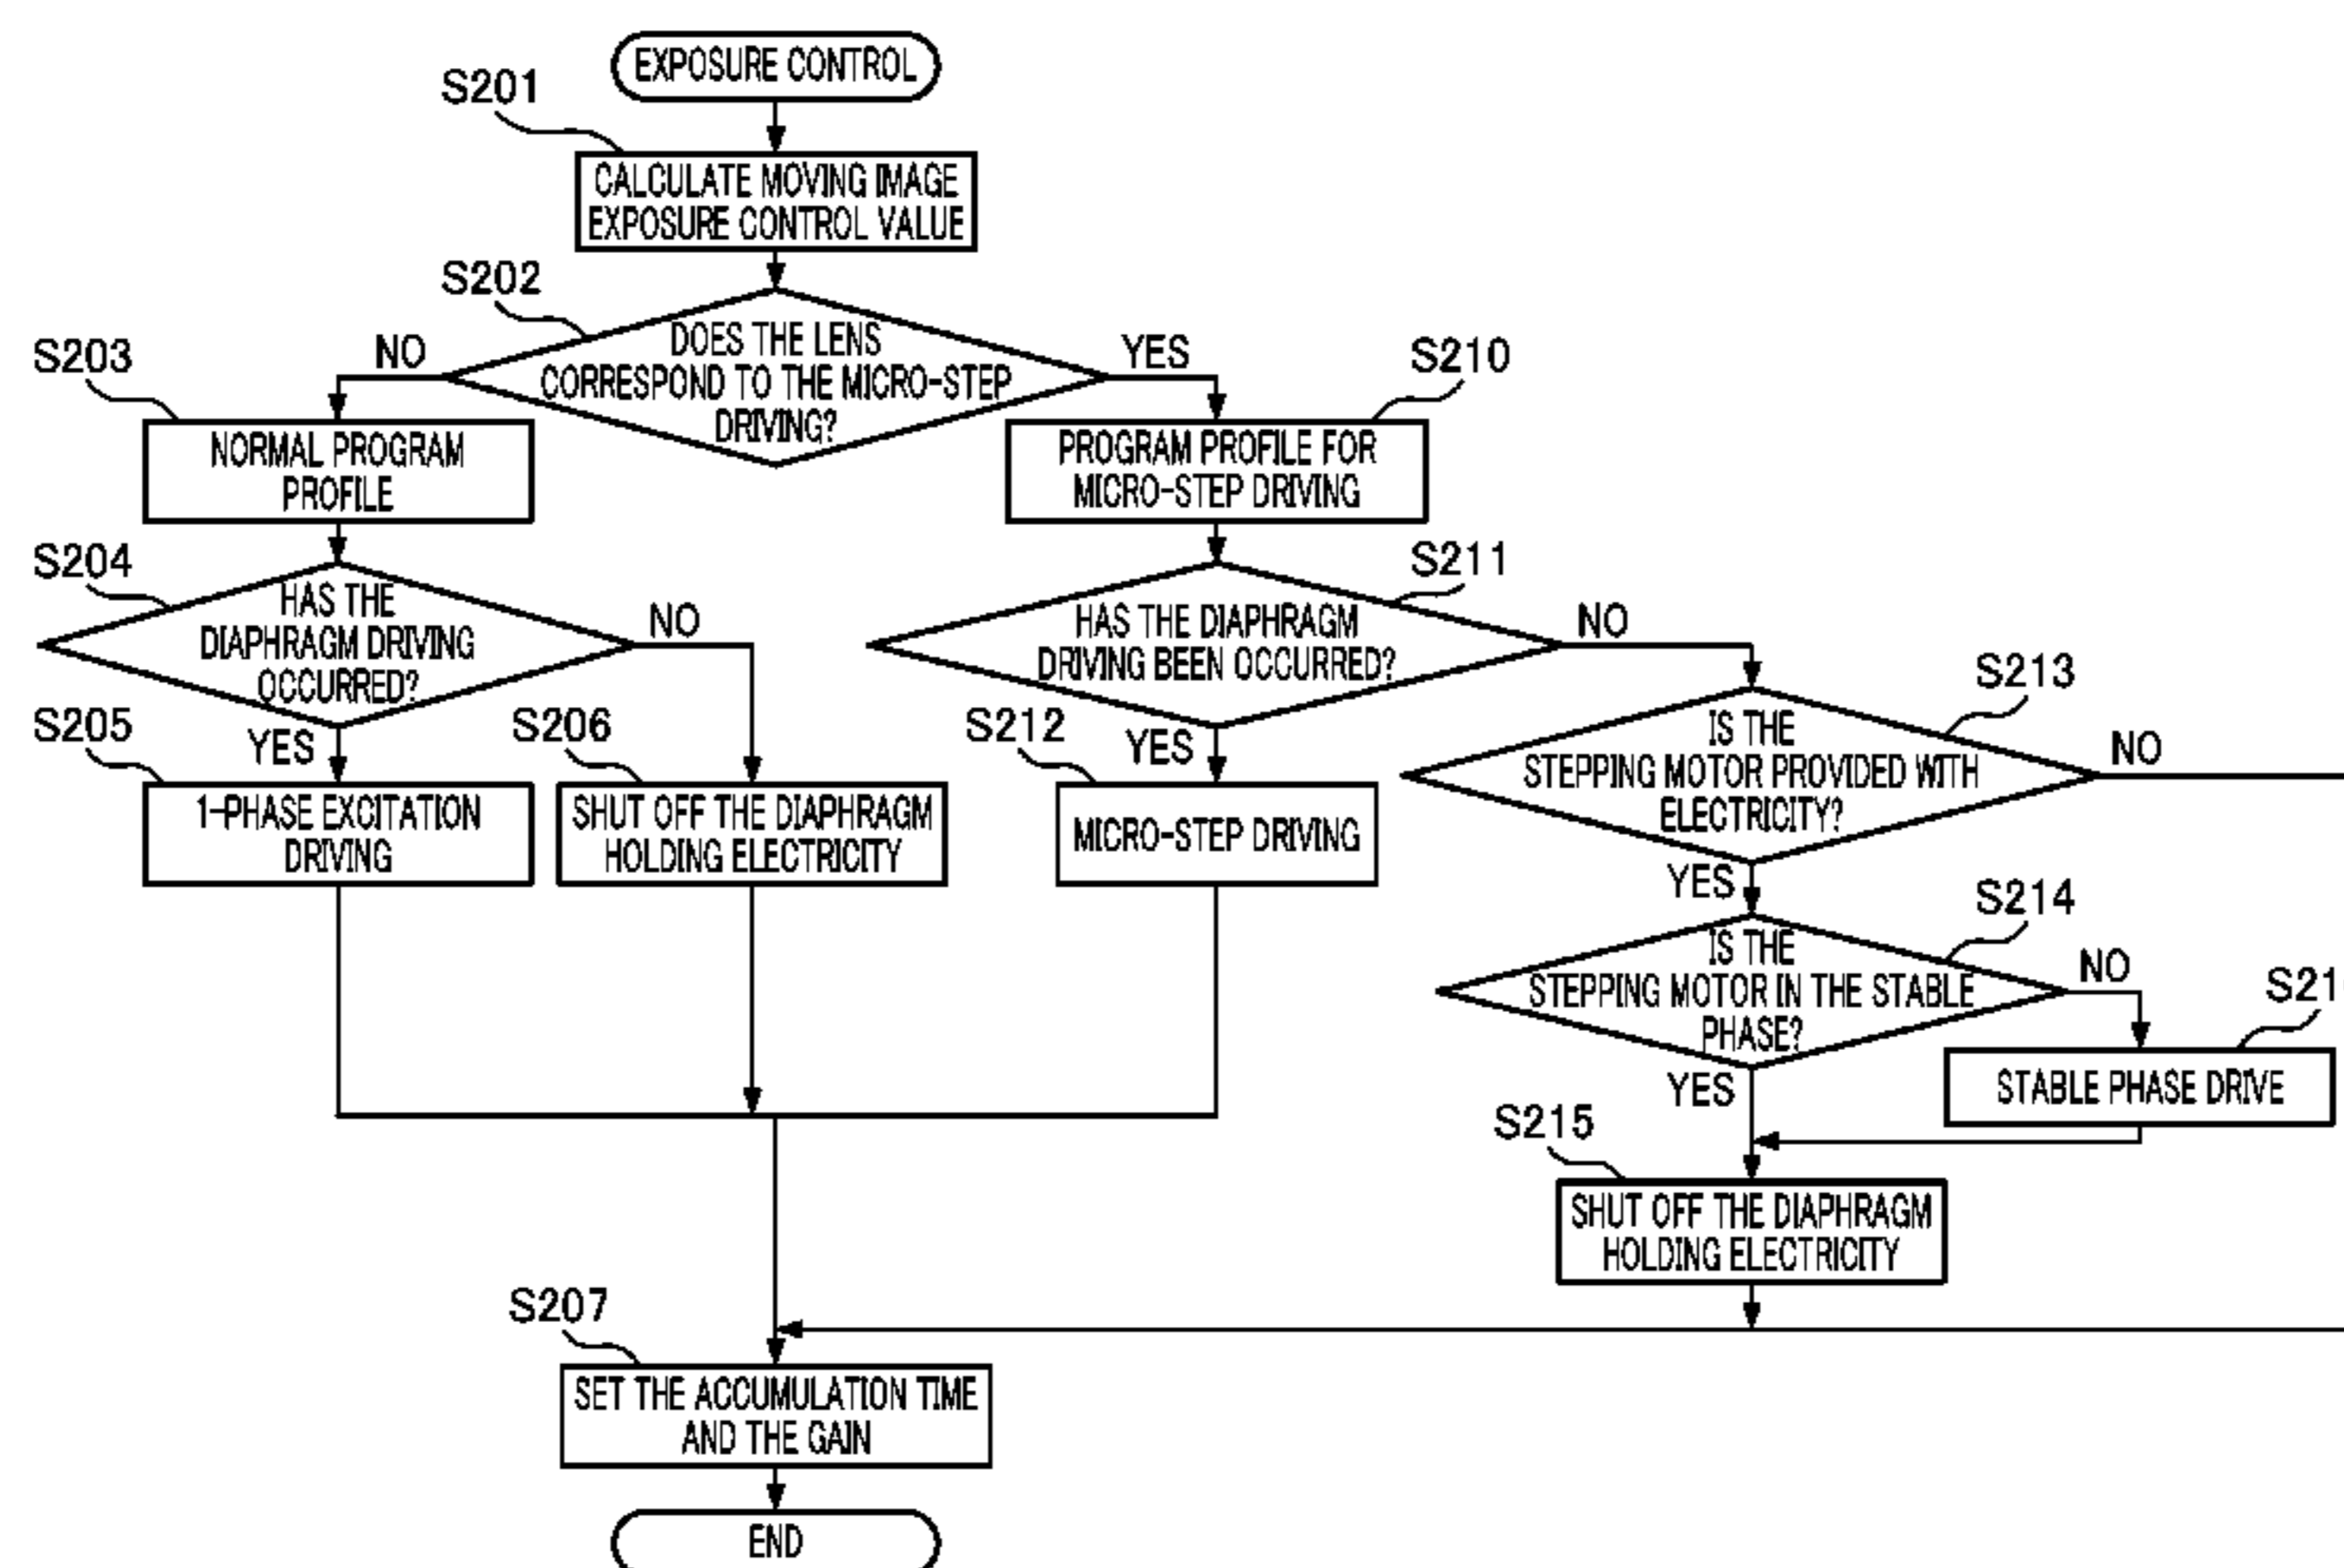 EXPOSURE CONTROL
S201
CALCULATE MOVING IMAGE
EXPOSURE CONTROL VALUE
S202
DOES THE LENS
CORRESPOND TO THE MICRO-STEP
DRIVING?
NO
YES
S203
NORMAL PROGRAM
PROFILE
S210
PROGRAM PROFILE FOR
MICRO-STEP DRIVING
S204
HAS THE
DIAPHRAGM DRIVING
OCCURRED?
NO
YES
S211
HAS THE DIAPHRAGM
DRIVING BEEN OCCURRED?
NO
YES
S205
1-PHASE EXCITATION
DRIVING
S206
SHUT OFF THE DIAPHRAGM
HOLDING ELECTRICITY
S212
MICRO-STEP DRIVING
S213
IS THE
STEPPING MOTOR PROVIDED WITH
ELECTRICITY?
NO
YES
S214
IS THE
STEPPING MOTOR IN THE STABLE
PHASE?
NO
YES
STABLE PHASE DRIVE
S215
SHUT OFF THE DIAPHRAGM
HOLDING ELECTRICITY
S207
SET THE ACCUMULATION TIME
AND THE GAIN
END